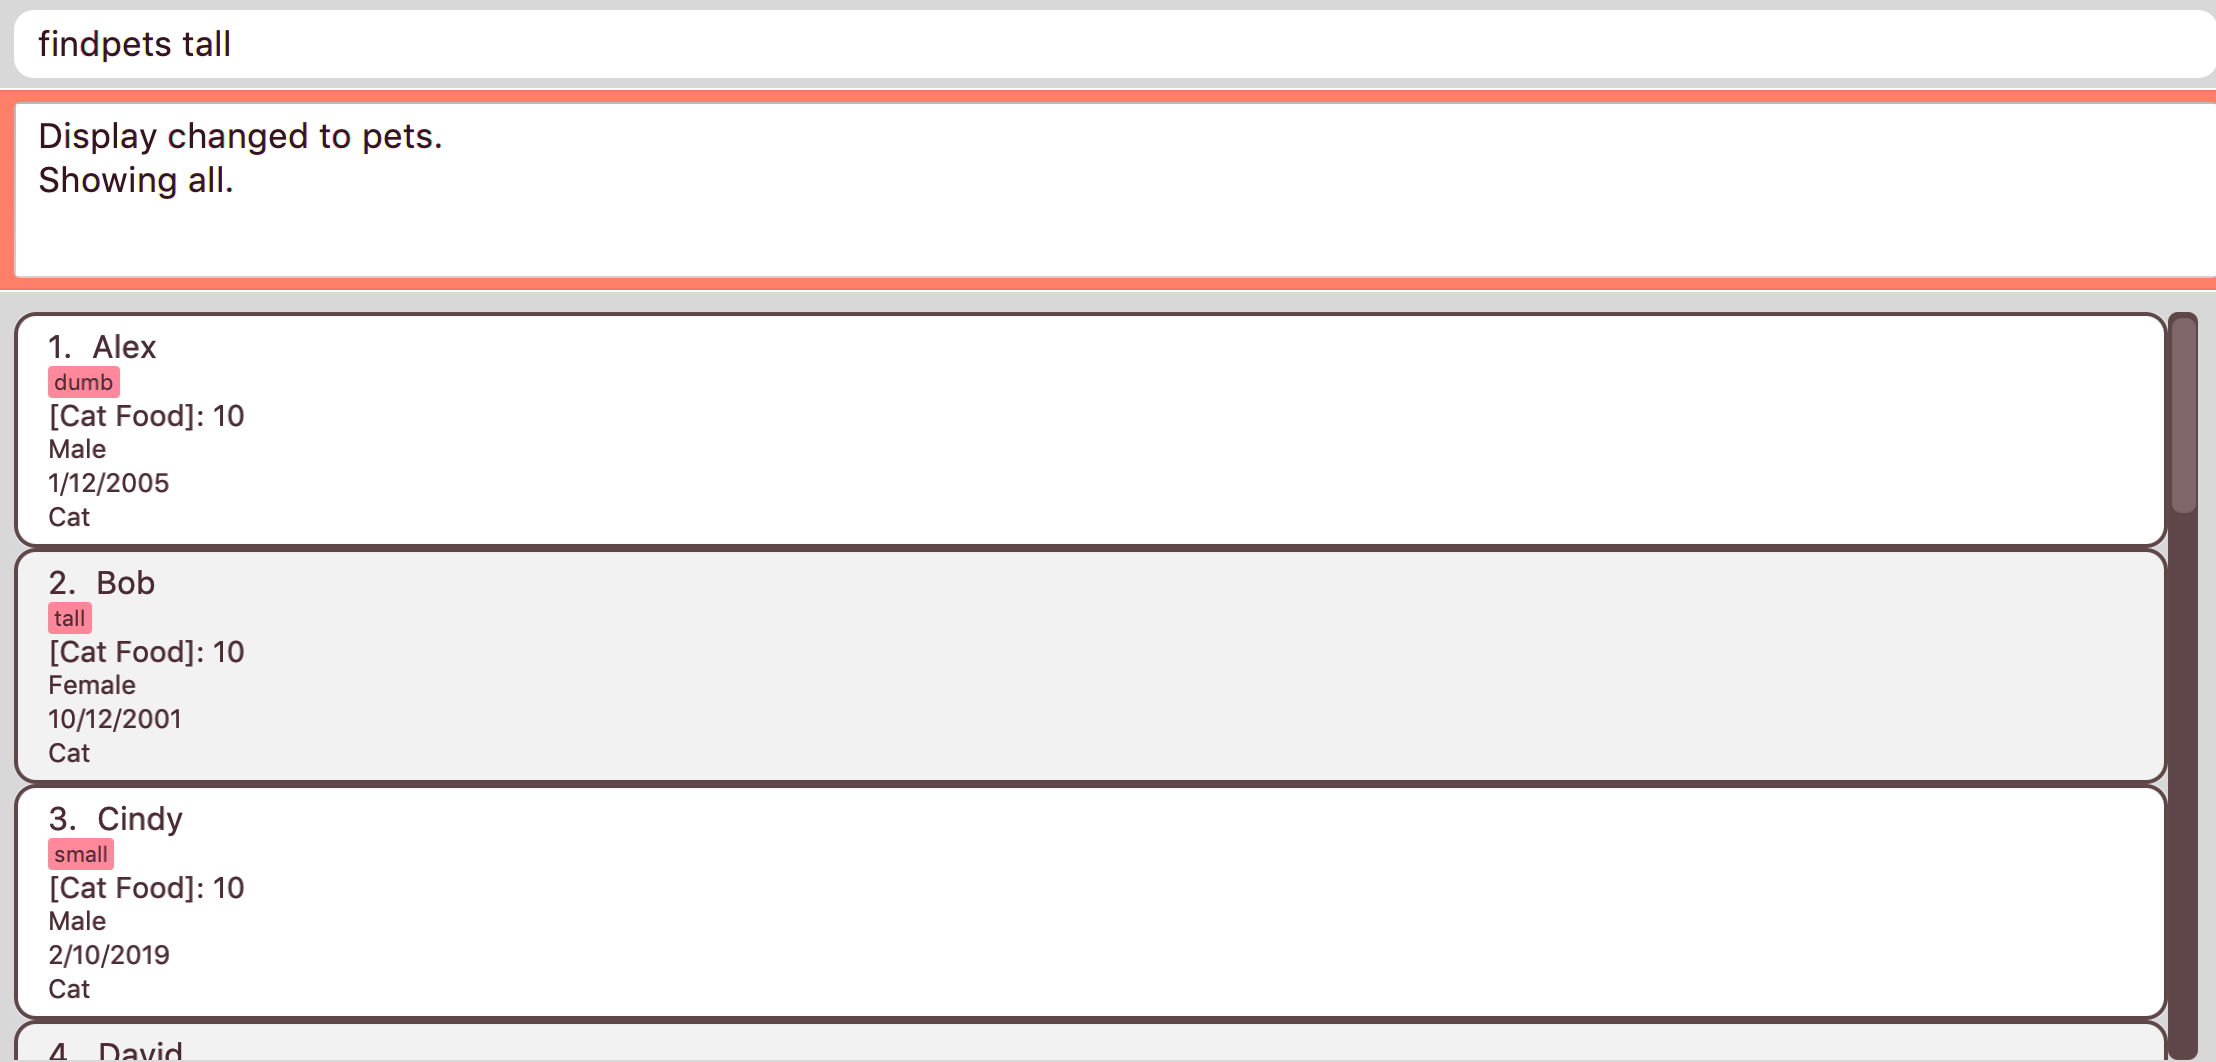 findpets tall
Display changed to pets.
Showing all.
1. Alex
dumb
[Cat Food]: 10
Male
1/12/2005
Cat
2. Bob
tall
[Cat Food]: 10
Female
10/12/2001
Cat
3. Cindy
small
[Cat Food]: 10
Male
2/10/2019
Cat
4. David